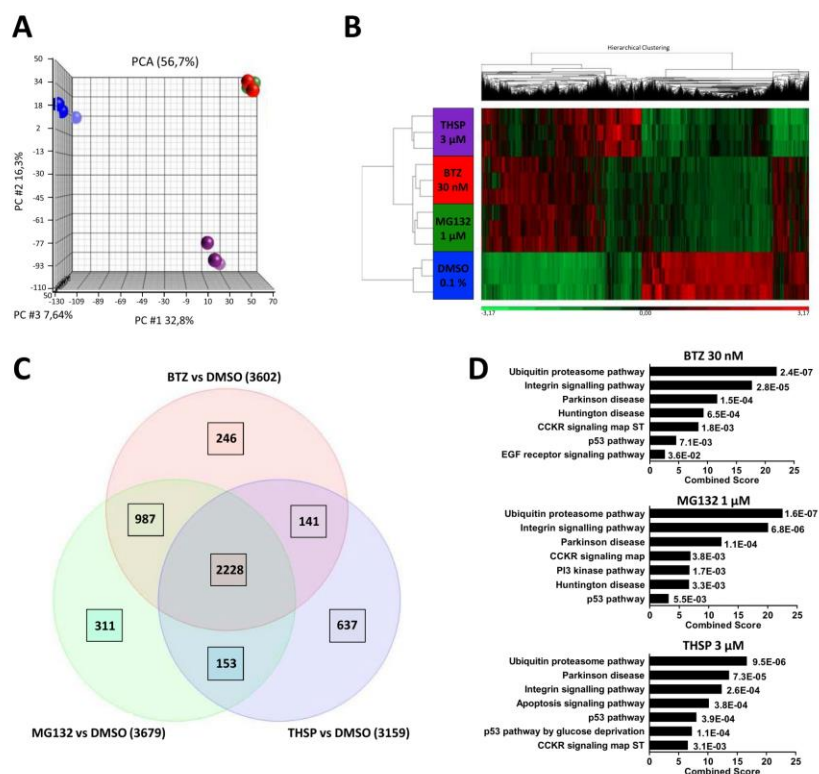 A
PCA (56,7%)
50
34
18
2
-13
-30
-45
-61
-77
-93
-110
PC #2 16,3%
-130 -109 -89 -69 -50 -30 -10 10 30 50 70
PC #3 7,64%
PC #1 32,8%
B
Hierarchical Clustering
THSP
3 µM
BTZ
30 nM
MG132
1 µM
DMSO
0.1 %
-3,17 0,00 3,17
C
BTZ vs DMSO (3602)
246
987
141
2228
311
637
153
MG132 vs DMSO (3679)
THSP vs DMSO (3159)
D
BTZ 30 nM
Ubiquitin proteasome pathway 2.4E-07
Integrin signalling pathway 2.8E-05
Parkinson disease 1.5E-04
Huntington disease 6.5E-04
CCKR signaling map ST 1.8E-03
p53 pathway 7.1E-03
EGF receptor signaling pathway 3.6E-02
0 5 10 15 20 25
Combined Score
MG132 1 µM
Ubiquitin proteasome pathway 1.6E-07
Integrin signalling pathway 6.8E-06
Parkinson disease 1.1E-04
CCKR signaling map 3.8E-03
PI3 kinase pathway 1.7E-03
Huntington disease 3.3E-03
p53 pathway 5.5E-03
0 5 10 15 20 25
Combined Score
THSP 3 µM
Ubiquitin proteasome pathway 9.5E-06
Parkinson disease 7.3E-05
Integrin signalling pathway 2.6E-04
Apoptosis signaling pathway 3.8E-04
p53 pathway 3.9E-04
p53 pathway by glucose deprivation 1.1E-04
CCKR signaling map ST 3.1E-03
0 5 10 15 20 25
Combined Score